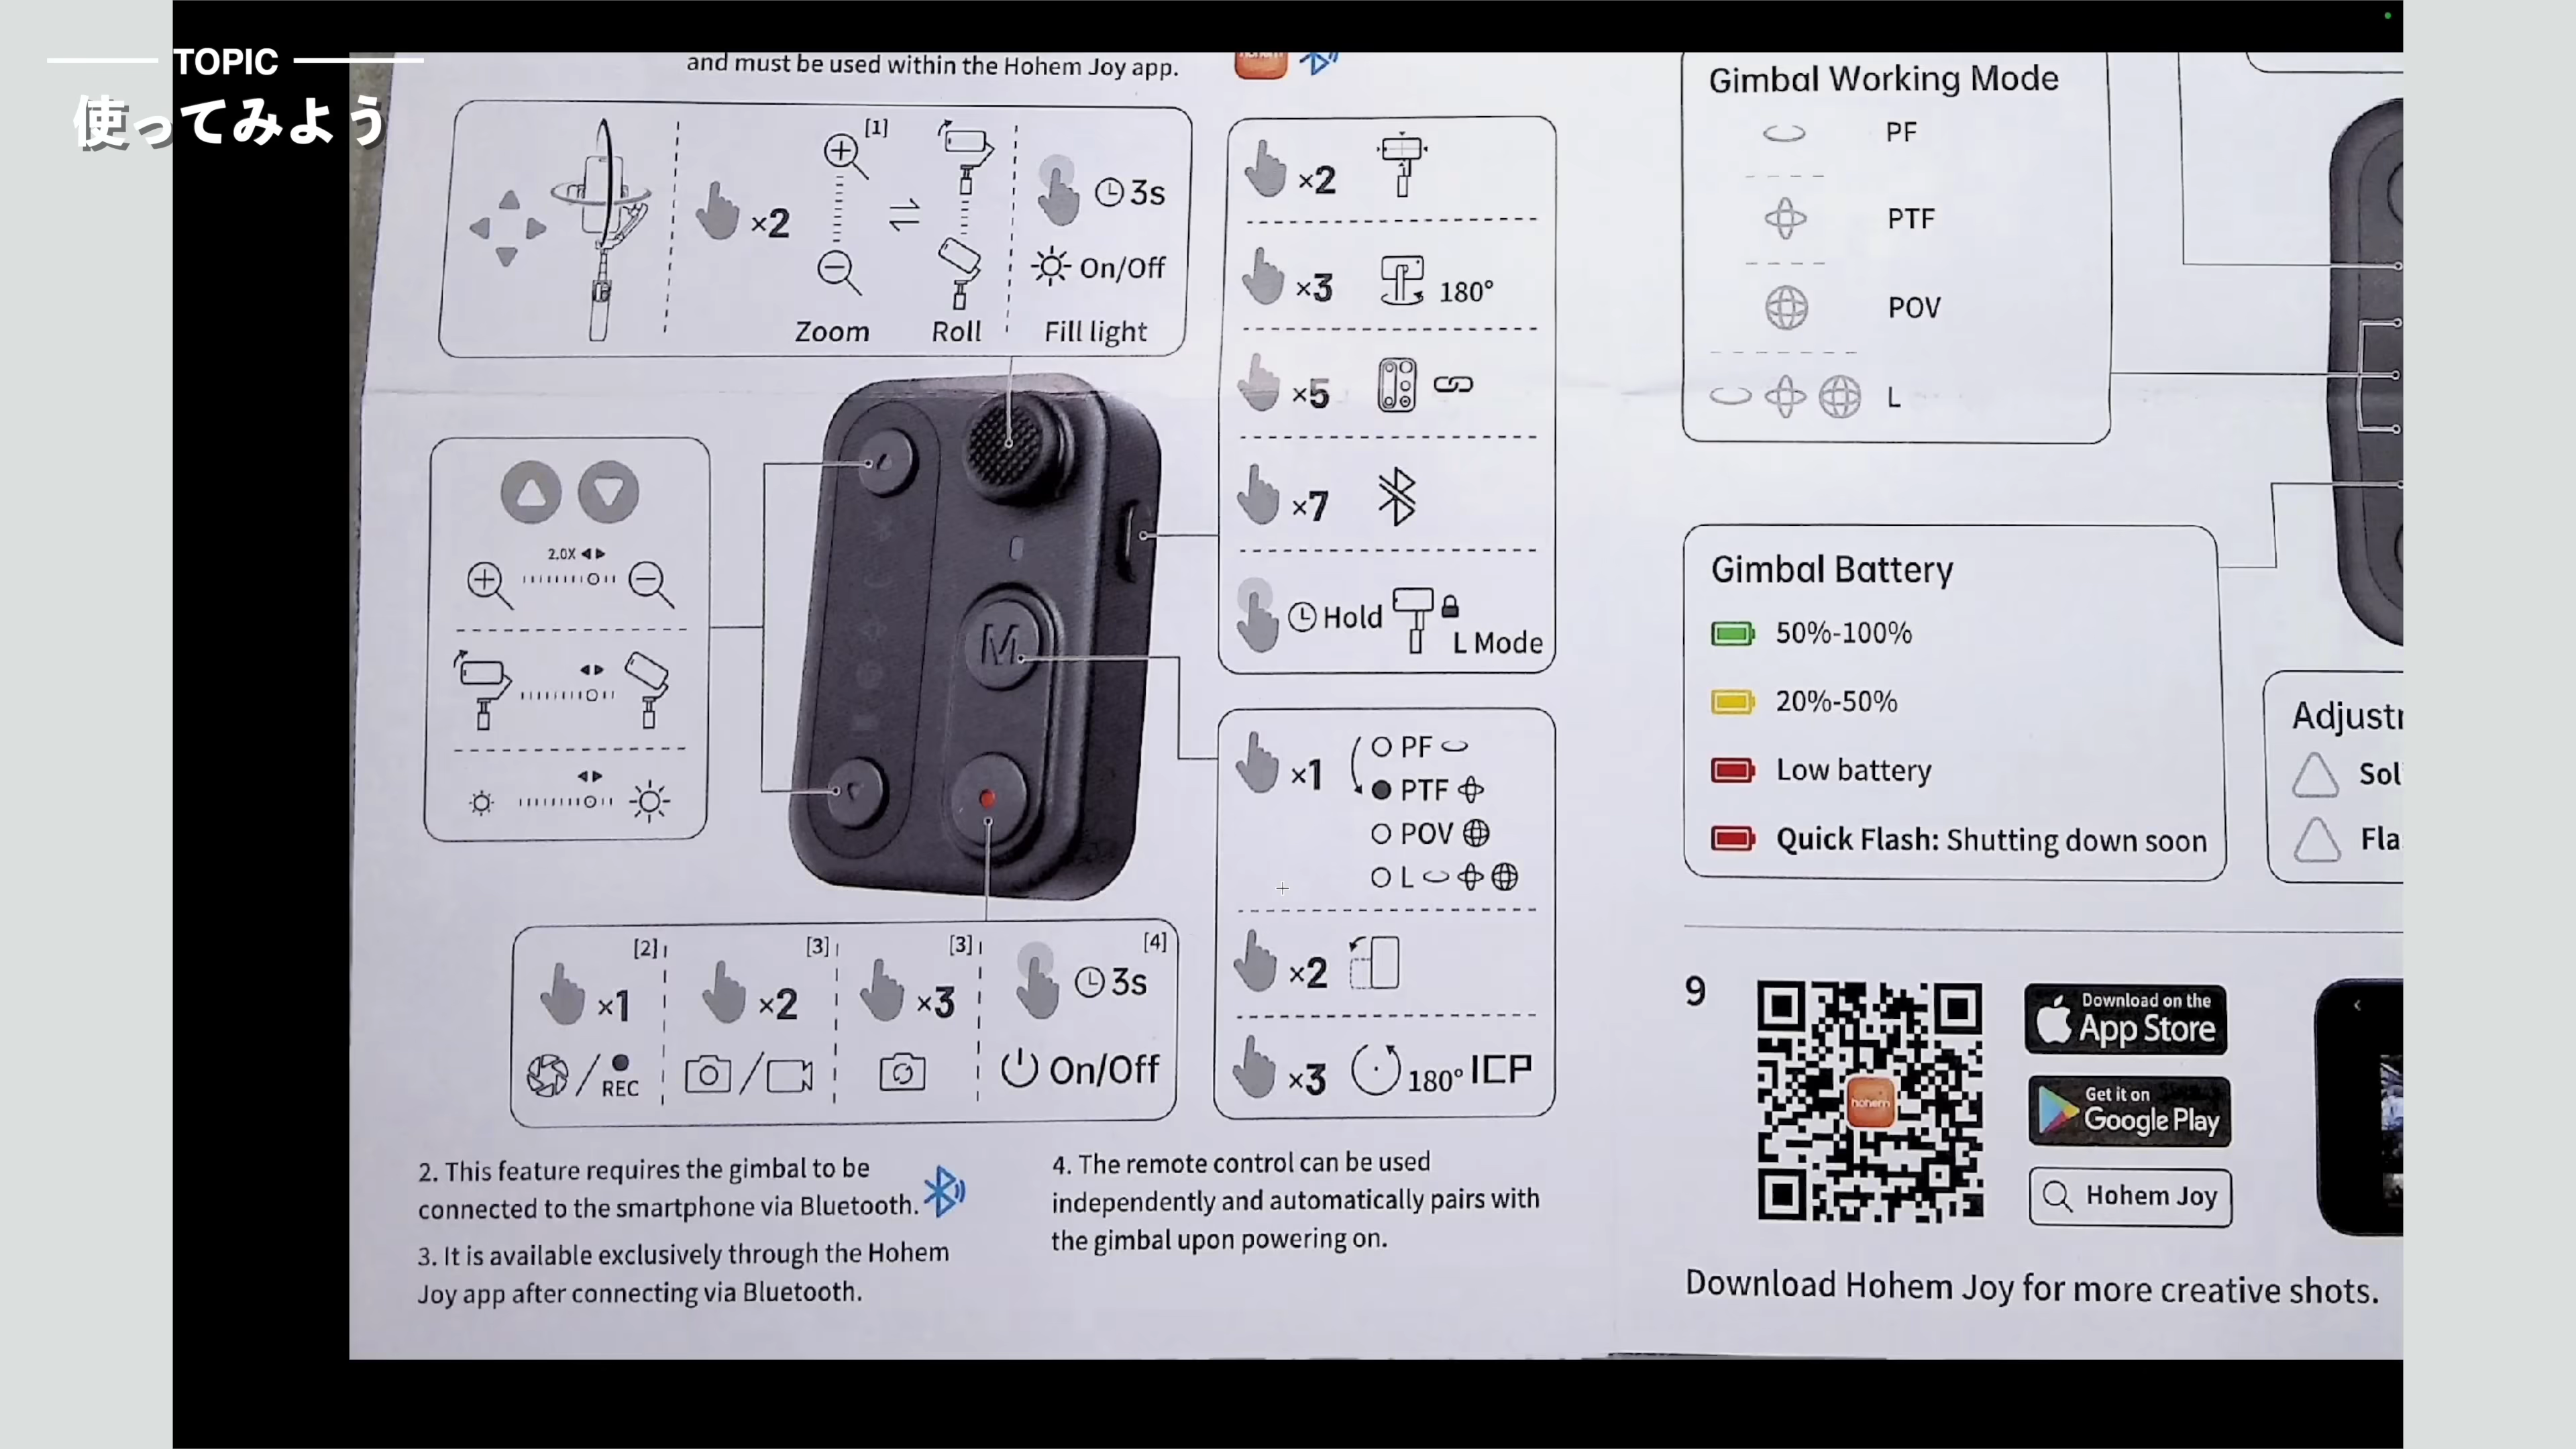 TOPIC
使ってみよう
and must be used within the Hohem Joy app.
[1]
×2
3s
On/Off
Zoom
Roll
Fill light
×2
×3
180°
×5
×7
Hold
L Mode
2.0X
M
×1
PF
PTF
POV
L
×2
×3
180° ICP
[2]
×1
REC
[3]
×2
[3]
×3
[4]
3s
On/Off
2. This feature requires the gimbal to be
connected to the smartphone via Bluetooth.
3. It is available exclusively through the Hohem
Joy app after connecting via Bluetooth.
4. The remote control can be used
independently and automatically pairs with
the gimbal upon powering on.
Gimbal Working Mode
PF
PTF
POV
L
Gimbal Battery
50%-100%
20%-50%
Low battery
Quick Flash: Shutting down soon
9
hohem
Download on the
App Store
Get it on
Google Play
Hohem Joy
Download Hohem Joy for more creative shots.